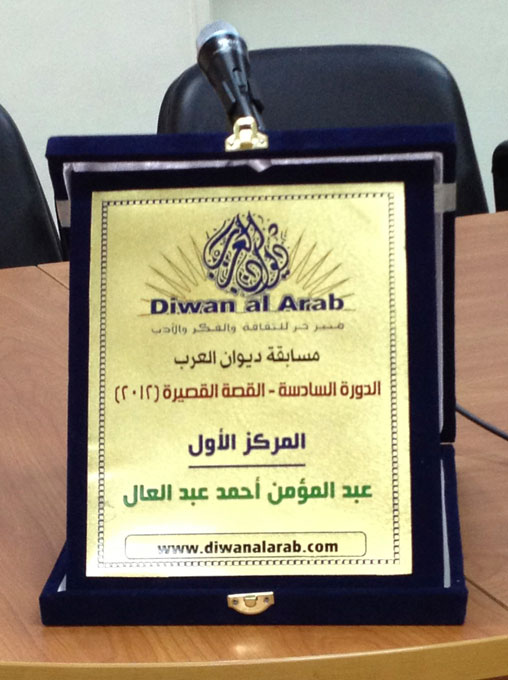 ديوان العرب
Diwan al Arab
منبر حر للثقافة والفكر والأدب
مسابقة ديوان العرب
الدورة السادسة - القصة القصيرة (٢٠١٢)
المركز الأول
عبد المؤمن أحمد عبد العال
www.diwanalarab.com